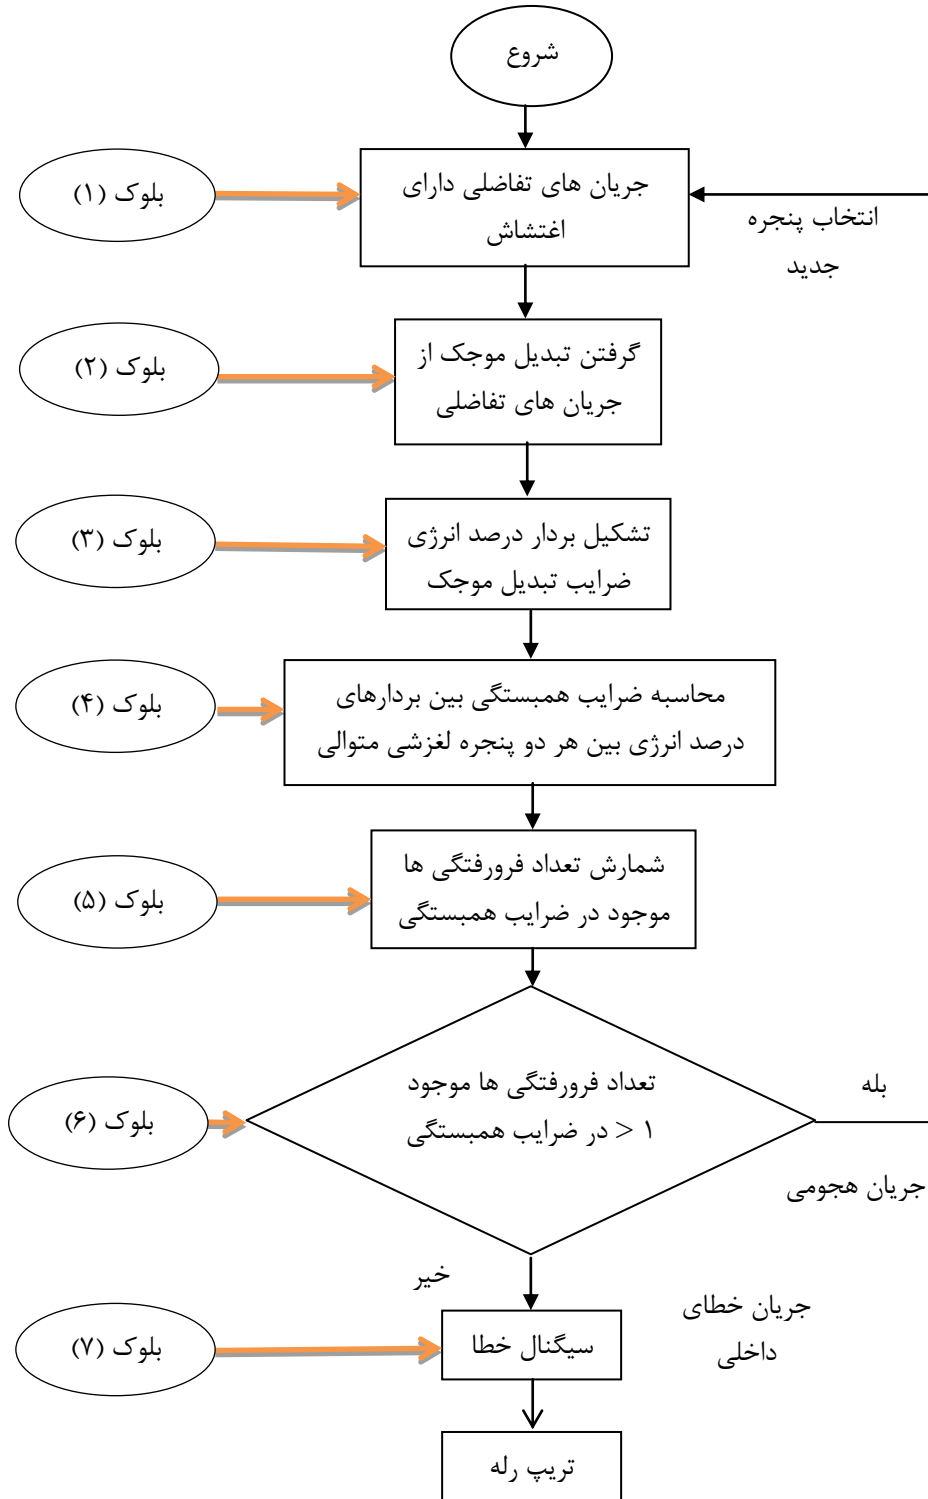 شروع
جریان های تفاضلی دارای
اغتشاش
بلوک (۱)
انتخاب پنجره
جدید
گرفتن تبدیل موجک از
جریان های تفاضلی
بلوک (۲)
تشکیل بردار درصد انرژی
ضرایب تبدیل موجک
بلوک (۳)
محاسبه ضرایب همبستگی بین بردارهای
درصد انرژی بین هر دو پنجره لغزشی متوالی
بلوک (۴)
شمارش تعداد فرورفتگی ها
موجود در ضرایب همبستگی
بلوک (۵)
تعداد فرورفتگی ها موجود
در ضرایب همبستگی > ۱
بلوک (۶)
بله
جریان هجومی
خیر
جریان خطای
داخلی
سیگنال خطا
بلوک (۷)
تریپ رله